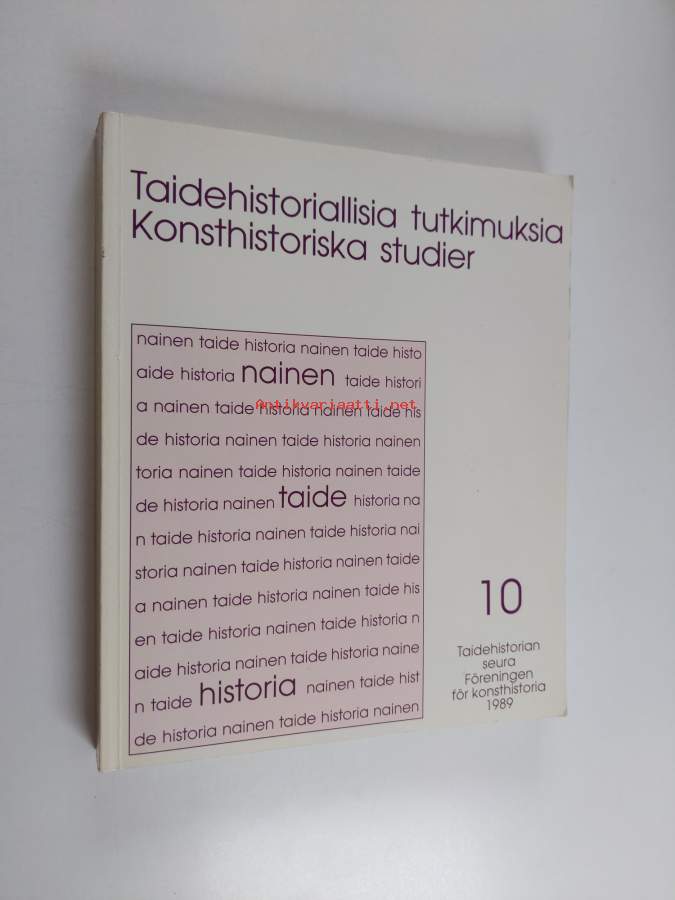 Taidehistoriallisia tutkimuksia
Konsthistoriska studier
nainen taide historia nainen taide histo
aide historia nainen taide histori
a nainen taide historia nainen taide his
Antikvariaatti.net
de historia nainen taide historia nainen
toria nainen taide historia nainen taide
de historia nainen taide historia na
n taide historia nainen taide historia nai
storia nainen taide historia nainen taide
a nainen taide historia nainen taide his
en taide historia nainen taide historia n
aide historia nainen taide historia naine
n taide historia nainen taide hist
de historia nainen taide historia nainen
10
Taidehistorian
seura
Föreningen
för konsthistoria
1989